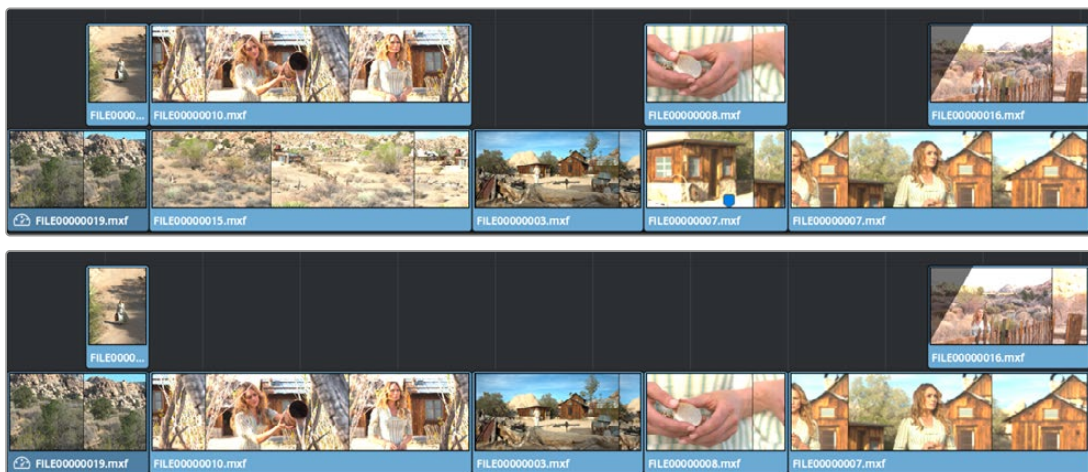 FILE0000...
FILE00000010.mxf
FILE00000008.mxf
FILE00000016.mxf
FILE00000019.mxf
FILE00000015.mxf
FILE00000003.mxf
FILE00000007.mxf
FILE00000007.mxf
FILE0000...
FILE00000016.mxf
FILE00000019.mxf
FILE00000010.mxf
FILE00000003.mxf
FILE00000008.mxf
FILE00000007.mxf